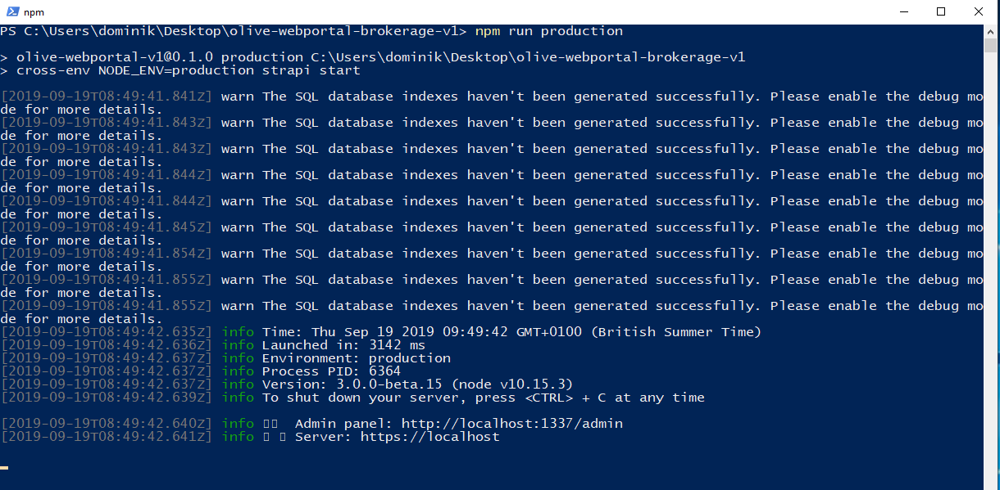 npm
PS C:\Users\dominik\Desktop\olive-webportal-brokerage-v1> npm run production
> olive-webportal-v1@0.1.0 production C:\Users\dominik\Desktop\olive-webportal-brokerage-v1
> cross-env NODE_ENV=production strapi start
[2019-09-19T08:49:41.841Z] warn The SQL database indexes haven't been generated successfully. Please enable the debug mo
de for more details.
[2019-09-19T08:49:41.843Z] warn The SQL database indexes haven't been generated successfully. Please enable the debug mo
de for more details.
[2019-09-19T08:49:41.843Z] warn The SQL database indexes haven't been generated successfully. Please enable the debug mo
de for more details.
[2019-09-19T08:49:41.844Z] warn The SQL database indexes haven't been generated successfully. Please enable the debug mo
de for more details.
[2019-09-19T08:49:41.844Z] warn The SQL database indexes haven't been generated successfully. Please enable the debug mo
de for more details.
[2019-09-19T08:49:41.845Z] warn The SQL database indexes haven't been generated successfully. Please enable the debug mo
de for more details.
[2019-09-19T08:49:41.854Z] warn The SQL database indexes haven't been generated successfully. Please enable the debug mo
de for more details.
[2019-09-19T08:49:41.855Z] warn The SQL database indexes haven't been generated successfully. Please enable the debug mo
de for more details.
[2019-09-19T08:49:41.855Z] warn The SQL database indexes haven't been generated successfully. Please enable the debug mo
de for more details.
[2019-09-19T08:49:42.635Z] info Time: Thu Sep 19 2019 09:49:42 GMT+0100 (British Summer Time)
[2019-09-19T08:49:42.636Z] info Launched in: 3142 ms
[2019-09-19T08:49:42.637Z] info Environment: production
[2019-09-19T08:49:42.637Z] info Process PID: 6364
[2019-09-19T08:49:42.637Z] info Version: 3.0.0-beta.15 (node v10.15.3)
[2019-09-19T08:49:42.639Z] info To shut down your server, press <CTRL> + C at any time
[2019-09-19T08:49:42.640Z] info ▯▯ Admin panel: http://localhost:1337/admin
[2019-09-19T08:49:42.641Z] info ▯ ▯ Server: https://localhost